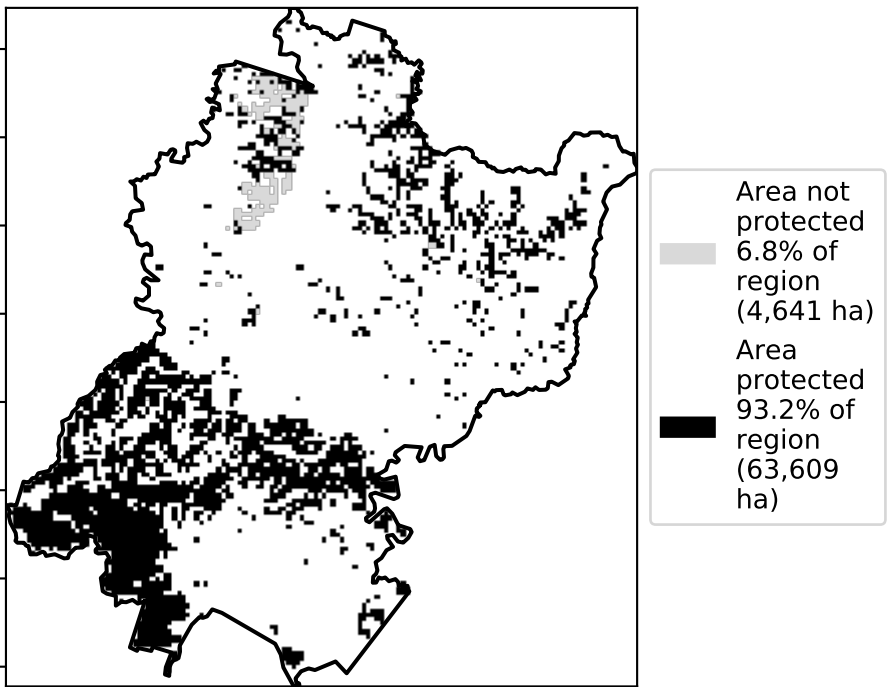 Area not
protected
6.8% of
region
(4,641 ha)
Area
protected
93.2% of
region
(63,609
ha)